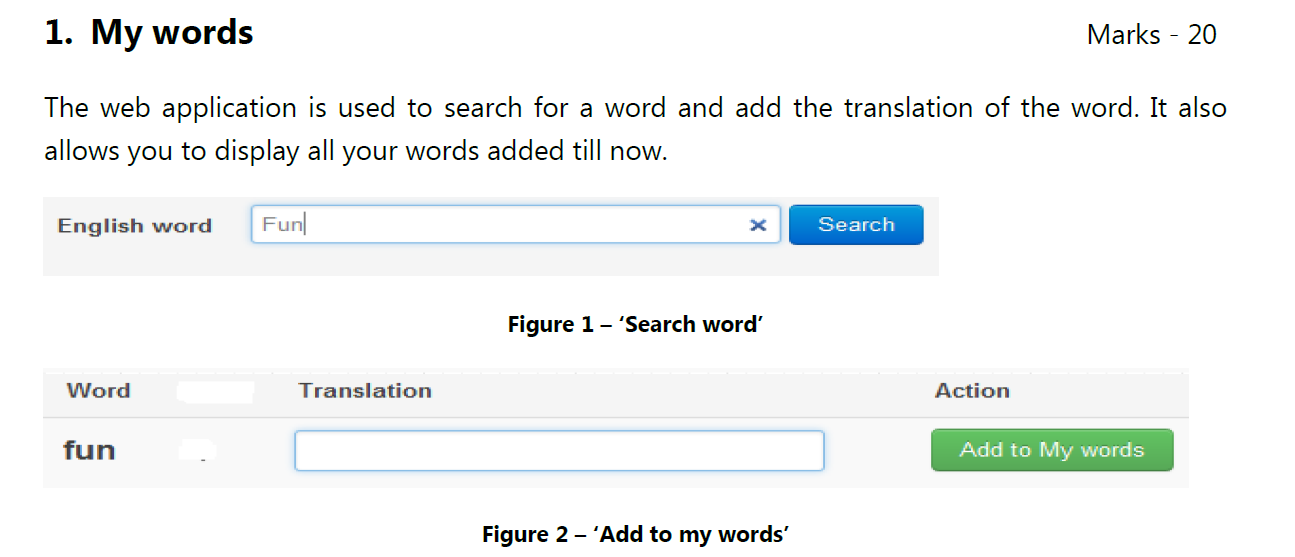 1. My words
Marks - 20
The web application is used to search for a word and add the translation of the word. It also
allows you to display all your words added till now.
English word Fun × Search
Figure 1 – ‘Search word’
Word Translation Action
fun Add to My words
Figure 2 – ‘Add to my words’